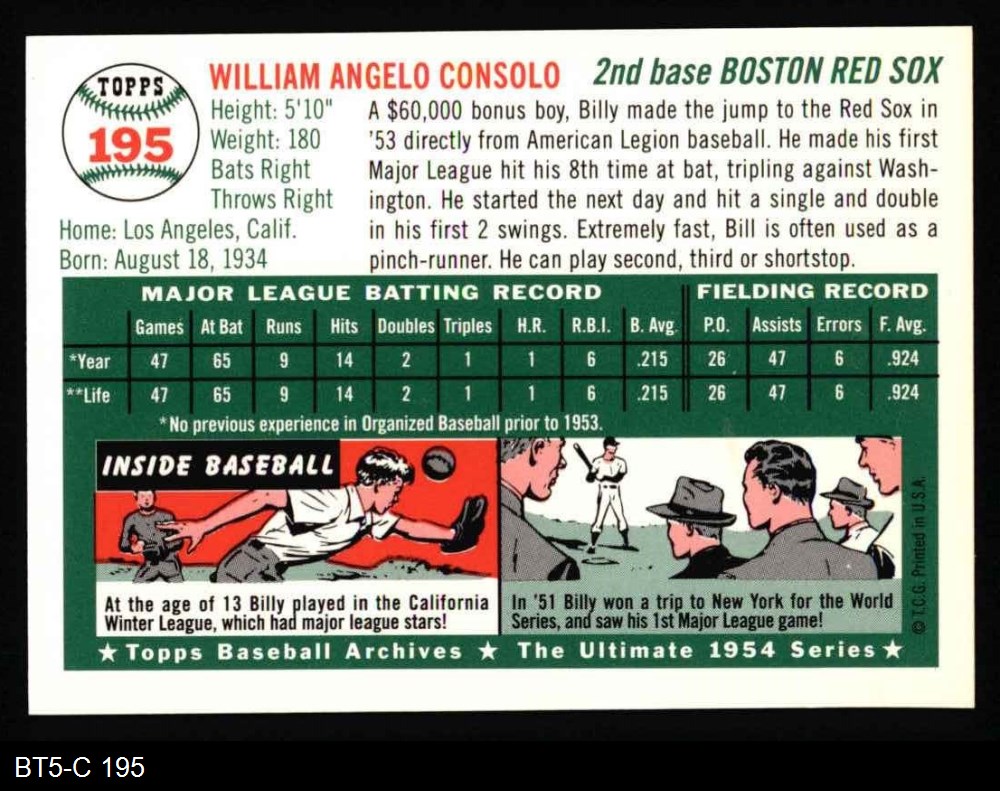 TOPPS
195
WILLIAM ANGELO CONSOLO
2nd base BOSTON RED SOX
Height: 5'10"
Weight: 180
Bats Right
Throws Right
Home: Los Angeles, Calif.
Born: August 18, 1934
A $60,000 bonus boy, Billy made the jump to the Red Sox in
'53 directly from American Legion baseball. He made his first
Major League hit his 8th time at bat, tripling against Wash-
ington. He started the next day and hit a single and double
in his first 2 swings. Extremely fast, Bill is often used as a
pinch-runner. He can play second, third or shortstop.
MAJOR LEAGUE BATTING RECORD FIELDING RECORD
Games At Bat Runs Hits Doubles Triples H.R. R.B.I. B. Avg. P.O. Assists Errors F. Avg.
*Year 47 65 9 14 2 1 1 6 .215 26 47 6 .924
**Life 47 65 9 14 2 1 1 6 .215 26 47 6 .924
*No previous experience in Organized Baseball prior to 1953.
INSIDE BASEBALL
At the age of 13 Billy played in the California
Winter League, which had major league stars!
In '51 Billy won a trip to New York for the World
Series, and saw his 1st Major League game!
© T.C.G. Printed in U.S.A.
★ Topps Baseball Archives ★ The Ultimate 1954 Series ★
BT5-C 195